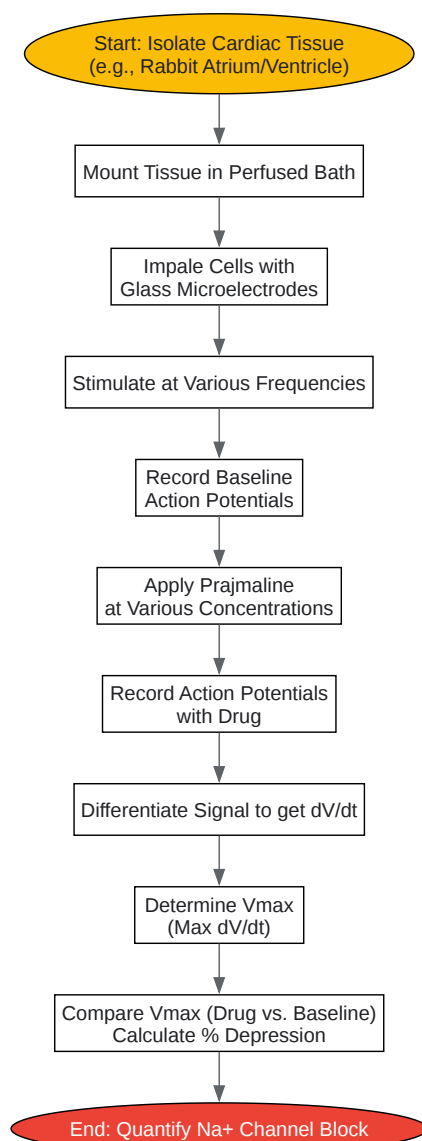 Start: Isolate Cardiac Tissue
(e.g., Rabbit Atrium/Ventricle)
Mount Tissue in Perfused Bath
Impale Cells with
Glass Microelectrodes
Stimulate at Various Frequencies
Record Baseline
Action Potentials
Apply Prajmaline
at Various Concentrations
Record Action Potentials
with Drug
Differentiate Signal to get dV/dt
Determine Vmax
(Max dV/dt)
Compare Vmax (Drug vs. Baseline)
Calculate % Depression
End: Quantify Na+ Channel Block